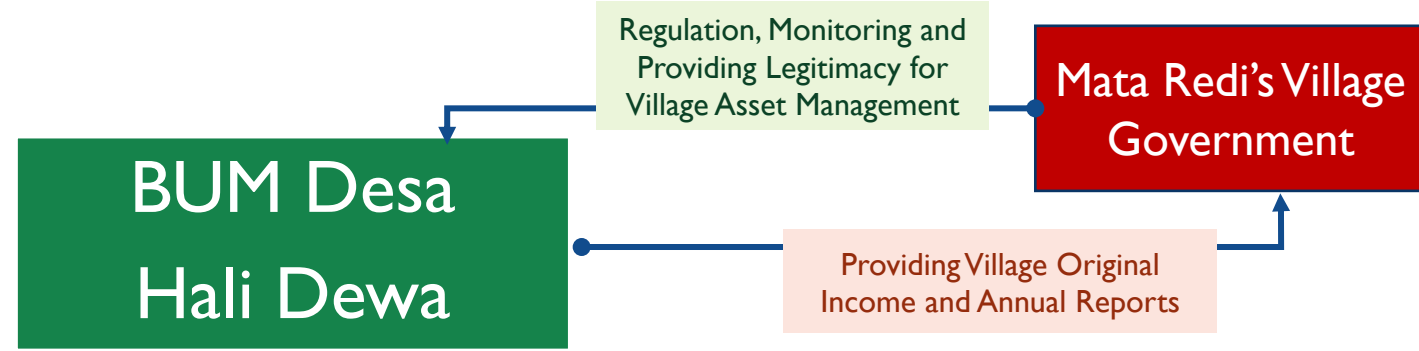 Regulation, Monitoring and
Providing Legitimacy for
Village Asset Management
Mata Redi's Village
Government
BUM Desa
Hali Dewa
Providing Village Original
Income and Annual Reports